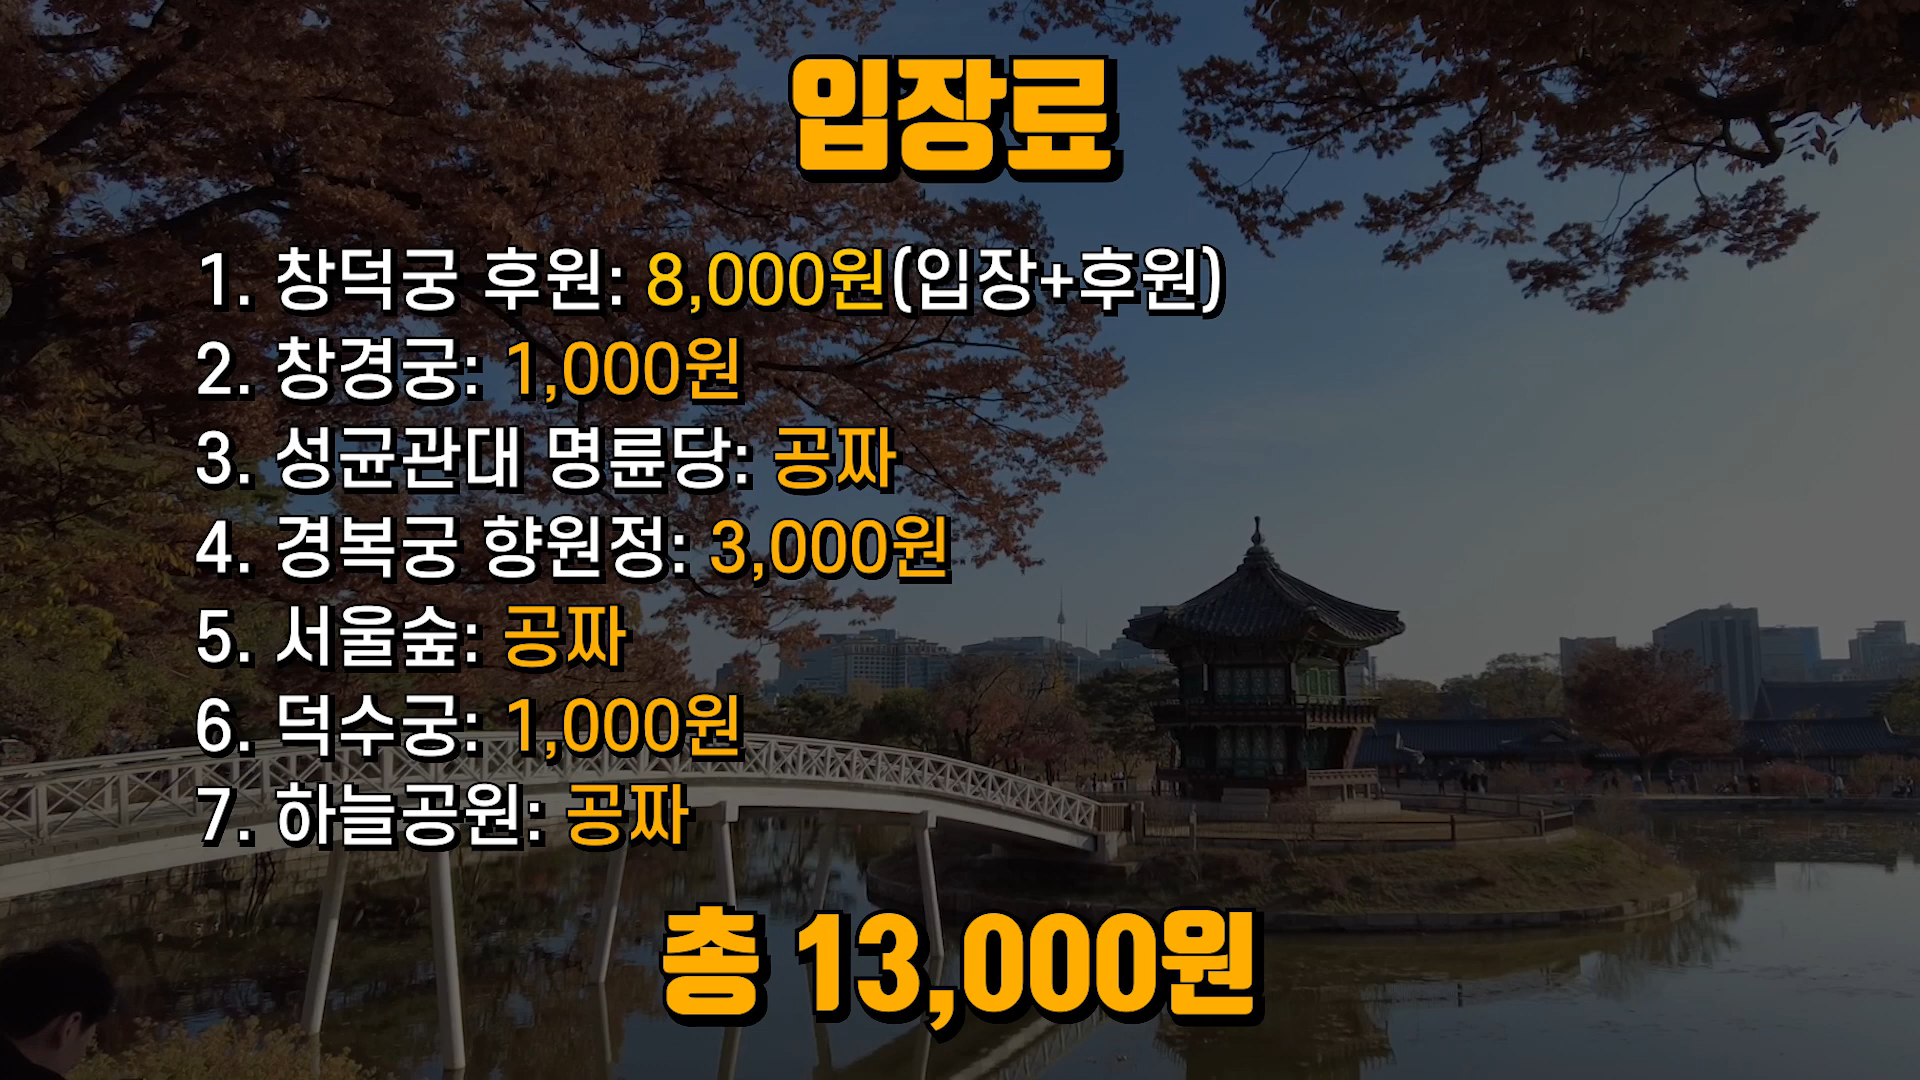 입장료
1. 창덕궁 후원: 8,000원(입장+후원)
2. 창경궁: 1,000원
3. 성균관대 명륜당: 공짜
4. 경복궁 향원정: 3,000원
5. 서울숲: 공짜
6. 덕수궁: 1,000원
7. 하늘공원: 공짜
총 13,000원